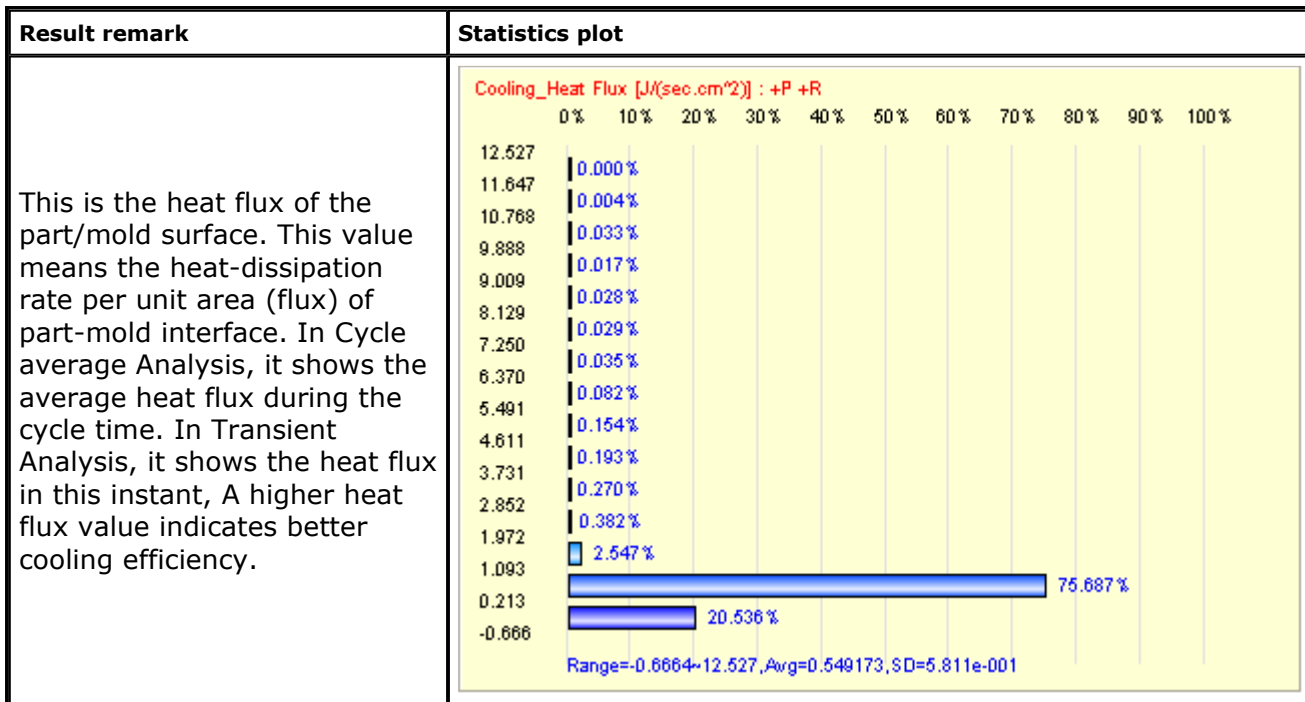 Result remark
Statistics plot
This is the heat flux of the
part/mold surface. This value
means the heat-dissipation
rate per unit area (flux) of
part-mold interface. In Cycle
average Analysis, it shows the
average heat flux during the
cycle time. In Transient
Analysis, it shows the heat flux
in this instant, A higher heat
flux value indicates better
cooling efficiency.
Cooling_Heat Flux [J/(sec.cm^2)] : +P +R
0% 10% 20% 30% 40% 50% 60% 70% 80% 90% 100%
12.527
0.000%
11.647
0.004%
10.768
0.033%
9.888
0.017%
9.009
0.028%
8.129
0.029%
7.250
0.035%
6.370
0.082%
5.491
0.154%
4.611
0.193%
3.731
0.270%
2.852
0.382%
1.972
2.547%
1.093
75.687%
0.213
20.536%
-0.666
Range=-0.6664~12.527,Avg=0.549173,SD=5.811e-001